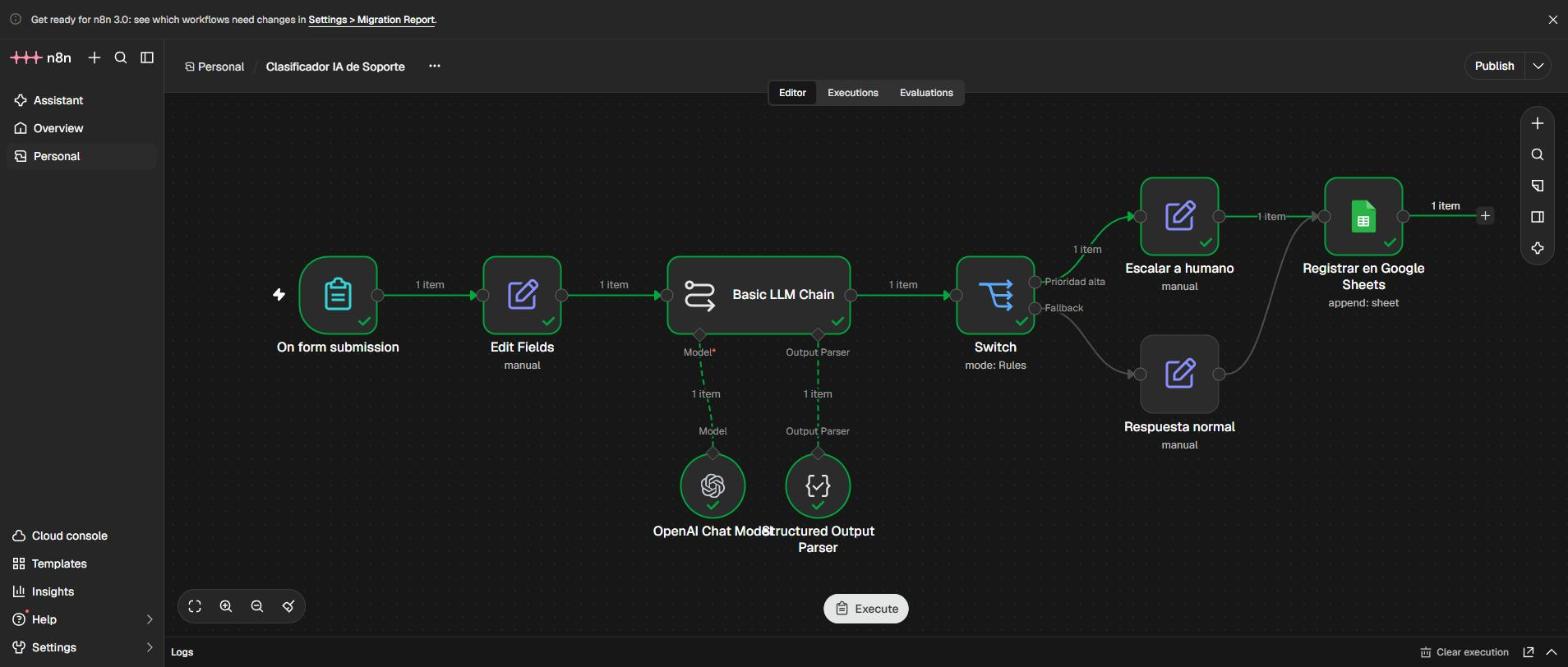 Get ready for n8n 3.0: see which workflows need changes in Settings > Migration Report.
n8n
Personal / Clasificador IA de Soporte ...
Publish
Editor Executions Evaluations
Assistant
Overview
Personal
1 item
1 item
1 item
1 item
1 item
1 item
On form submission
Edit Fields
manual
Basic LLM Chain
Model*
Output Parser
1 item
1 item
Model
Output Parser
OpenAI Chat Model
Structured Output
Parser
Switch
mode: Rules
Prioridad alta
Fallback
Escalar a humano
manual
Respuesta normal
manual
Registrar en Google
Sheets
append: sheet
Cloud console
Templates
Insights
Help
Settings
Execute
Logs
Clear execution